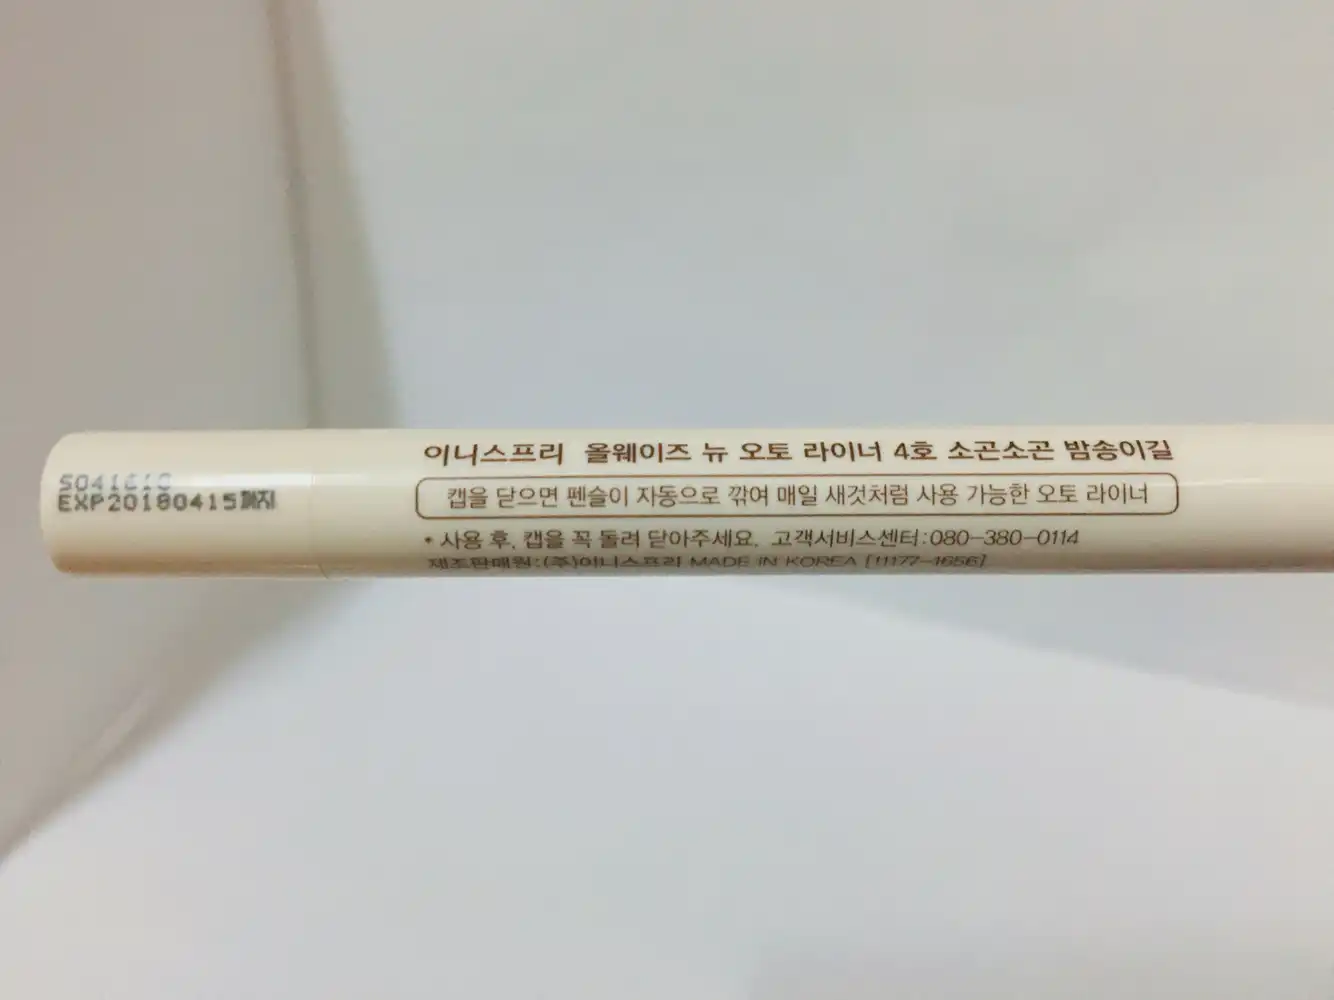 S04161C
EXP20180415까지
이니스프리 올웨이즈 뉴 오토 라이너 4호 소곤소곤 밤송이길
캡을 닫으면 펜슬이 자동으로 깎여 매일 새것처럼 사용 가능한 오토 라이너
* 사용 후, 캡을 꼭 돌려 닫아주세요. 고객서비스센터:080-380-0114
제조판매원:(주)이니스프리 MADE IN KOREA [11177-1656]